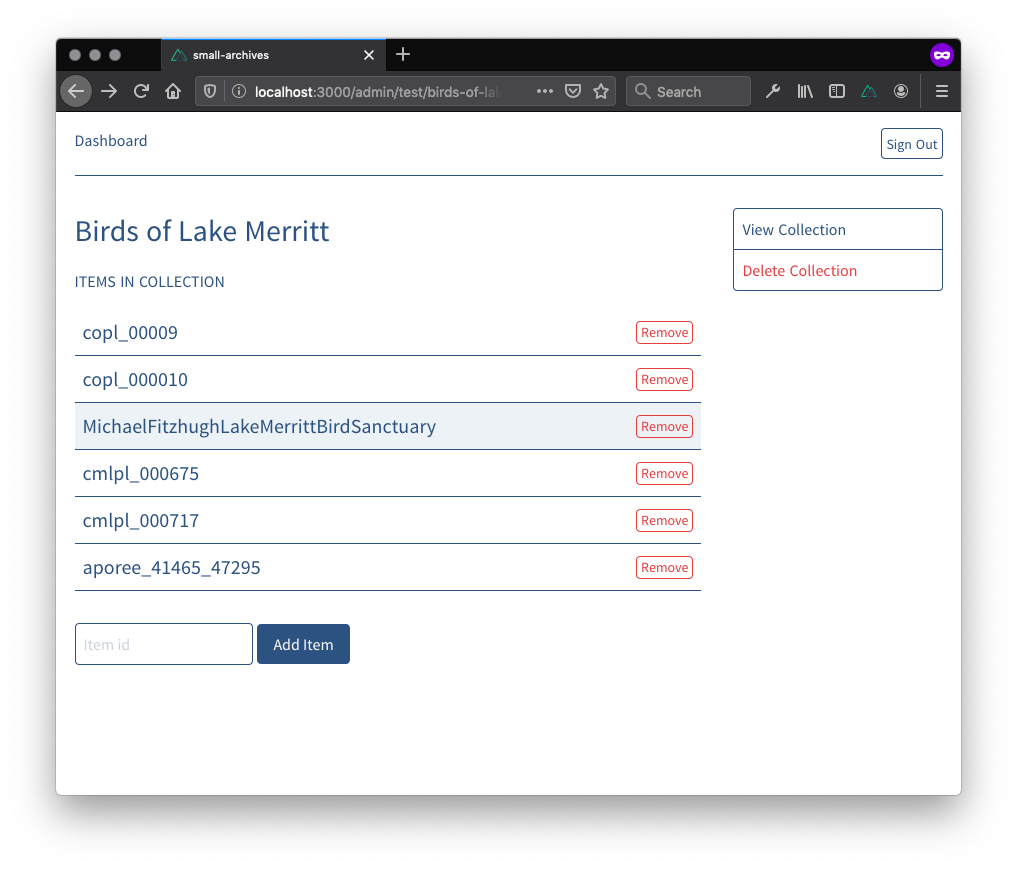 small-archives
localhost:3000/admin/test/birds-of-lak
Search
Dashboard
Sign Out
Birds of Lake Merritt
View Collection
Delete Collection
ITEMS IN COLLECTION
copl_00009 Remove
copl_000010 Remove
MichaelFitzhughLakeMerrittBirdSanctuary Remove
cmlpl_000675 Remove
cmlpl_000717 Remove
aporee_41465_47295 Remove
Item id
Add Item